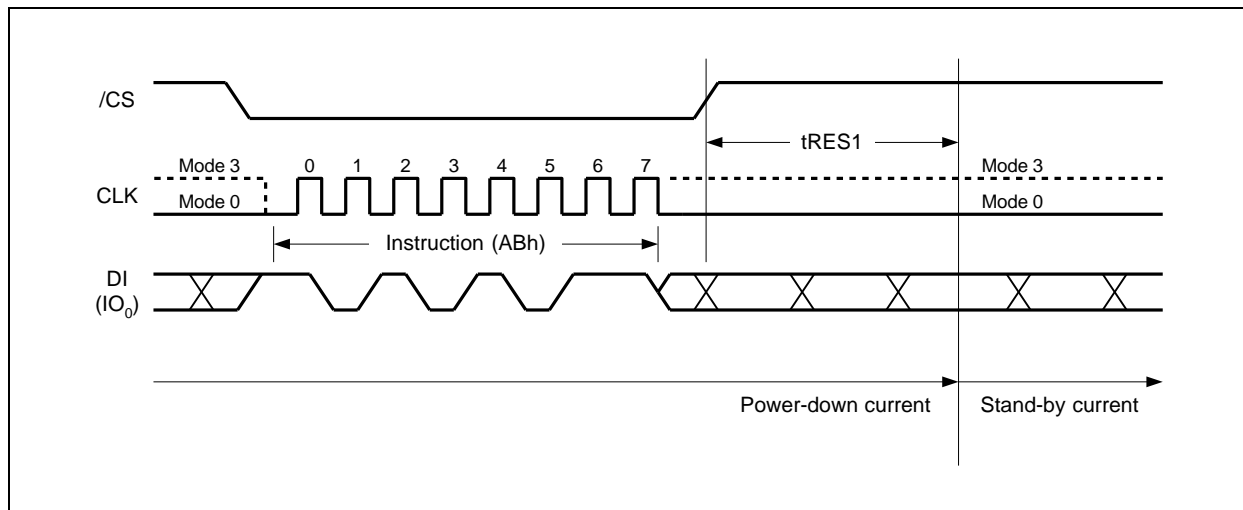 /CS
tRES1
Mode 3 0 1 2 3 4 5 6 7 Mode 3
CLK
Mode 0 Mode 0
Instruction (ABh)
DI
(IO0)
Power-down current Stand-by current